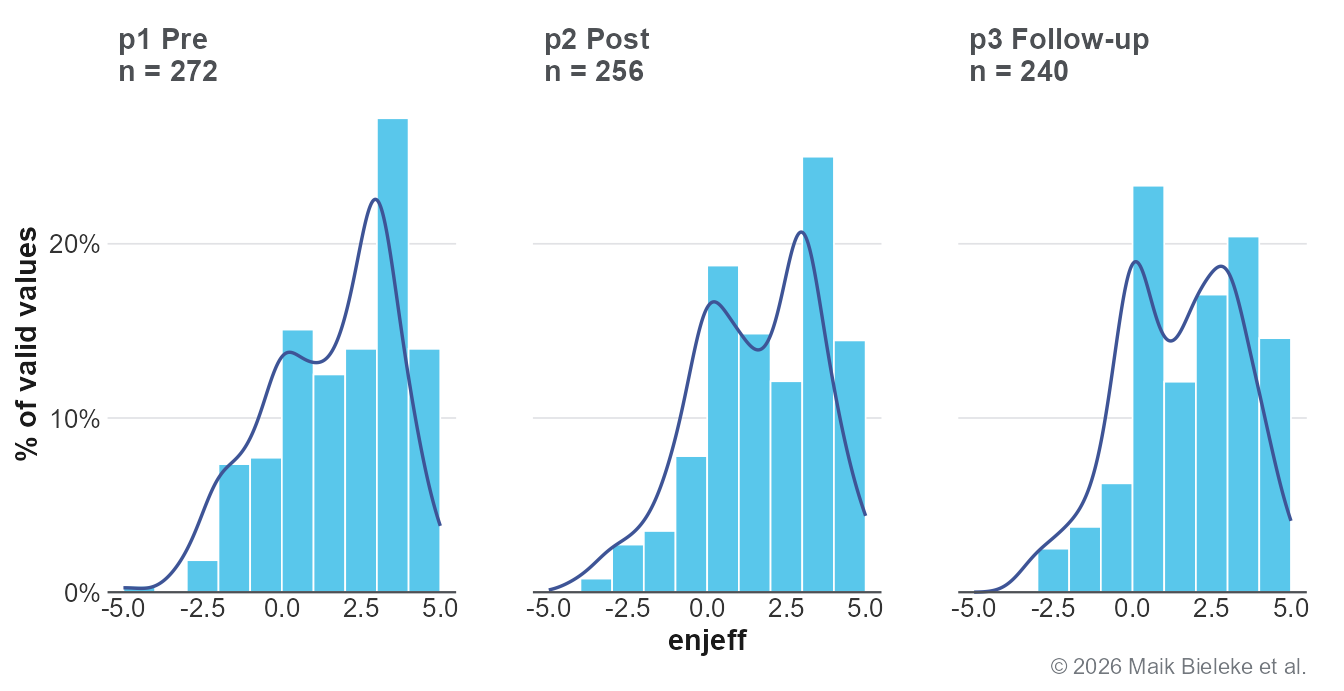 p1 Pre
n = 272
p2 Post
n = 256
p3 Follow-up
n = 240
% of valid values
20%
10%
0%
-5.0 -2.5 0.0 2.5 5.0
-5.0 -2.5 0.0 2.5 5.0
-5.0 -2.5 0.0 2.5 5.0
enjeff
© 2026 Maik Bieleke et al.